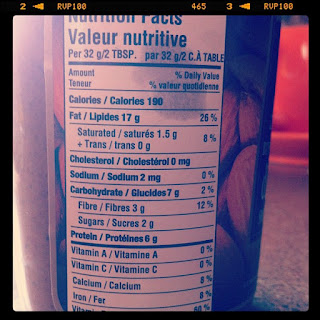 2 RVP100 465 3 RVP100
Nutrition Facts
Valeur nutritive
Per 32 g/2 TBSP. par 32 g/2 C.À TABLE
Amount % Daily Value
Teneur % valeur quotidienne
Calories / Calories 190
Fat / Lipides 17 g 26 %
Saturated / saturés 1.5 g 8 %
+ Trans / trans 0 g
Cholesterol / Cholestérol 0 mg
Sodium / Sodium 2 mg 0 %
Carbohydrate / Glucides 7 g 2 %
Fibre / Fibres 3 g 12 %
Sugars / Sucres 2 g
Protein / Protéines 6 g
Vitamin A / Vitamine A 0 %
Vitamin C / Vitamine C 0 %
Calcium / Calcium 8 %
Iron / Fer 8 %
60 %